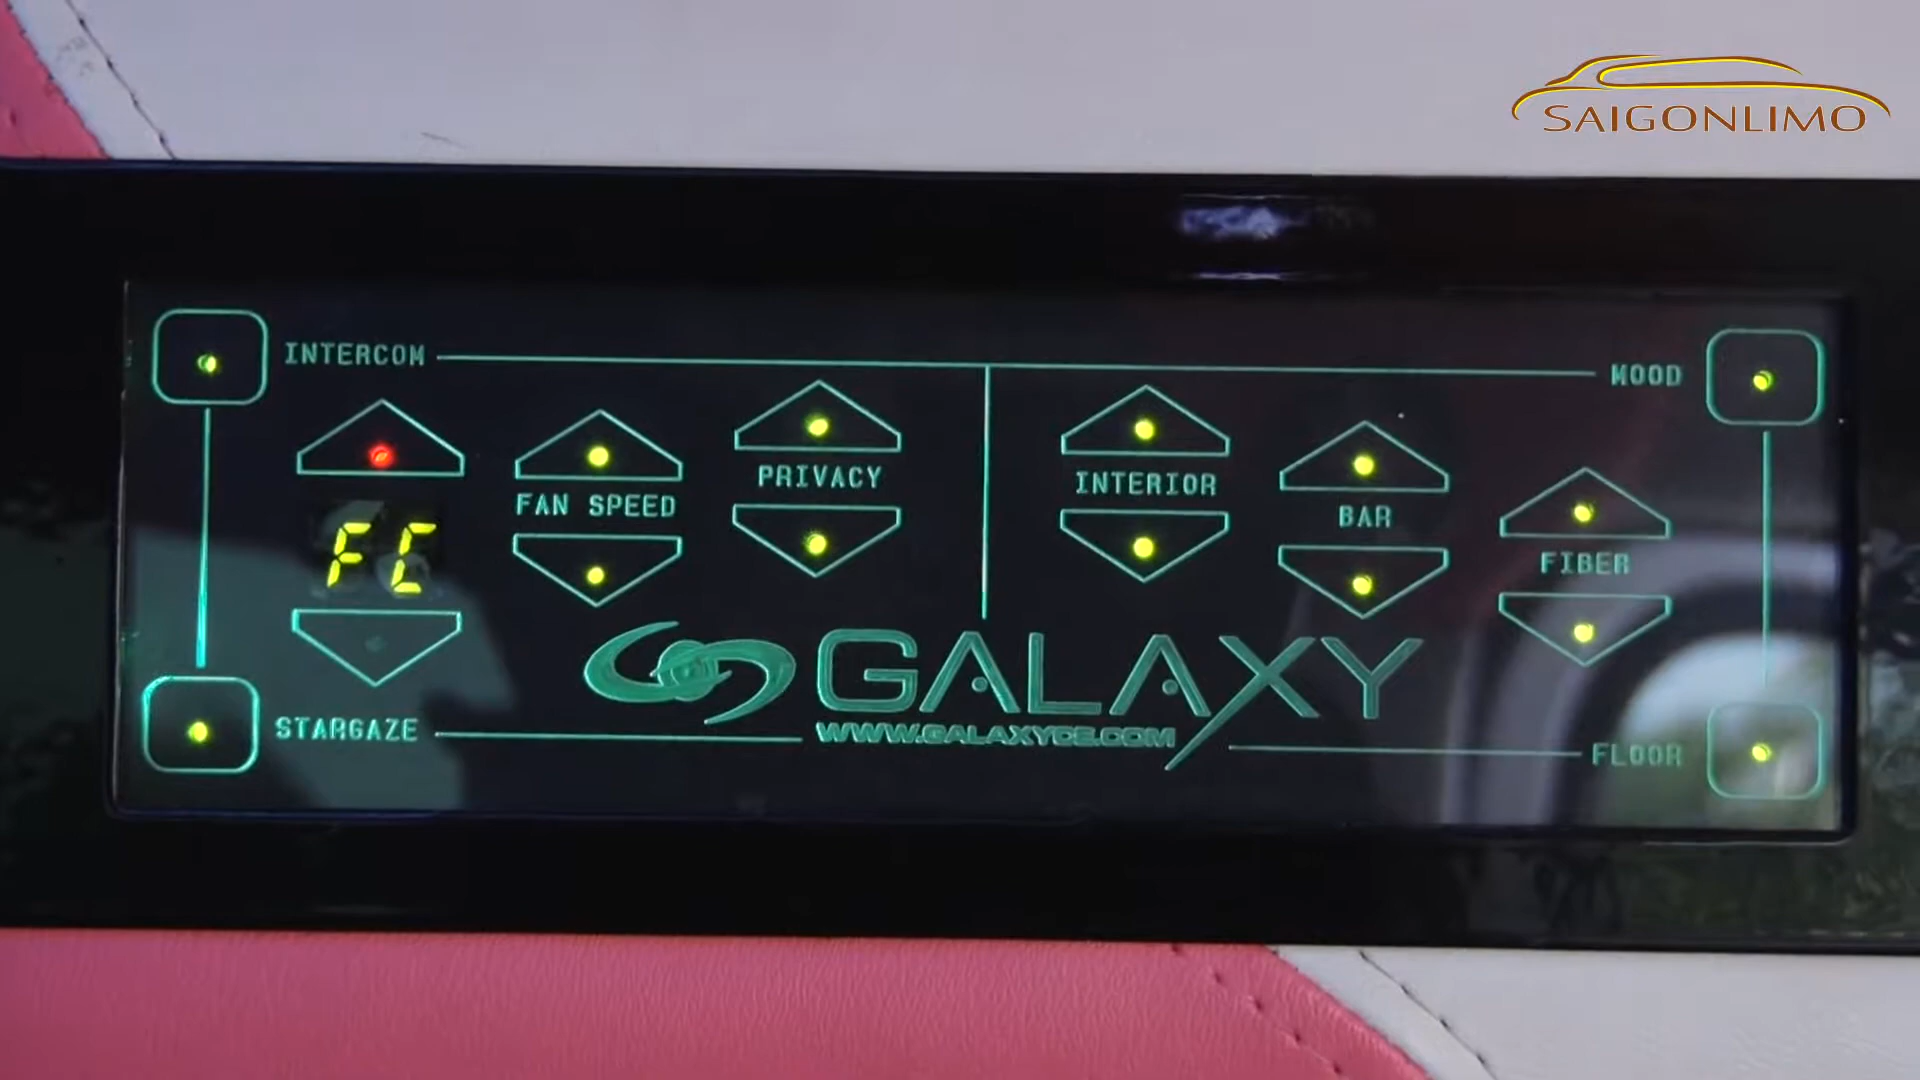 SAIGONLIMO
INTERCOM
MOOD
FAN SPEED
PRIVACY
INTERIOR
BAR
FIBER
FC
GALAXY
WWW.GALAXYCE.COM
STARGAZE
FLOOR